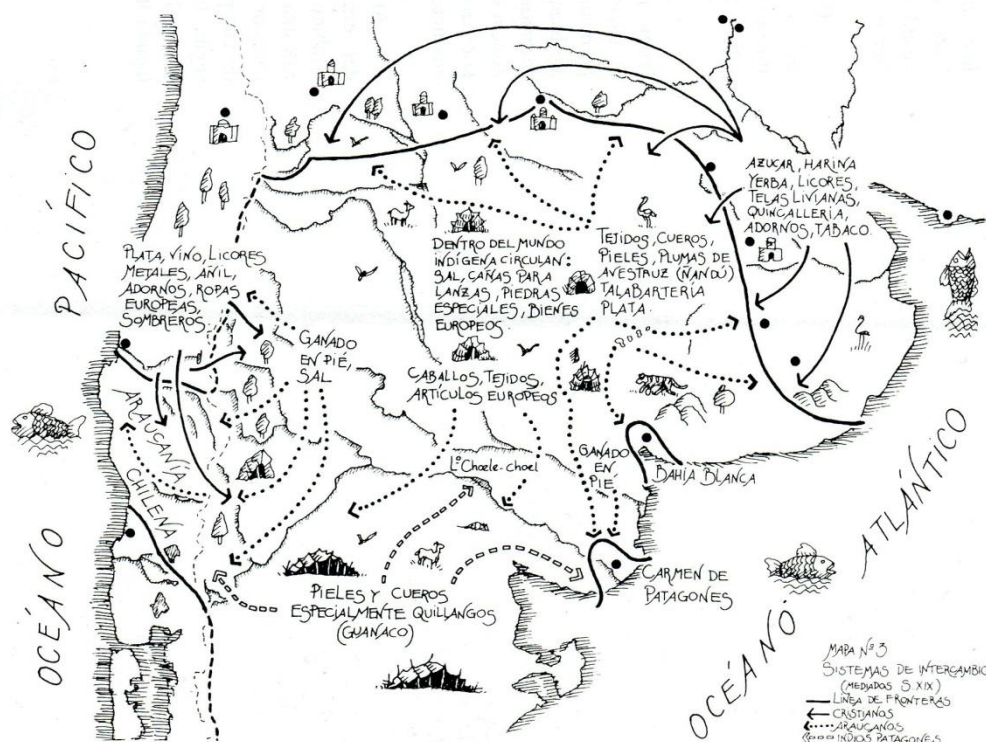 PACÍFICO
OCÉANO
AZUCAR, HARINA
YERBA, LICORES,
TELAS LIVIANAS,
QUINCALLERÍA,
ADORNOS, TABACO.
PLATA, VINO, LICORES
METALES, AÑIL,
ADORNOS, ROPAS
EUROPEAS,
SOMBREROS.
DENTRO DEL MUNDO
INDÍGENA CIRCULAN:
SAL, CAÑAS PARA
LANZAS, PIEDRAS
ESPECIALES, BIENES
EUROPEOS.
TEJIDOS, CUEROS,
PIELES, PLUMAS DE
AVESTRUZ (ÑANDÚ)
TALABARTERÍA
PLATA.
GANADO
EN PIÉ,
SAL
CABALLOS, TEJIDOS,
ARTÍCULOS EUROPEOS
ARAUCANÍA
CHILENA
Lº Choele-choel
GANADO
EN
PIE
BAHÍA BLANCA
CARMEN DE
PATAGONES
PIELES Y CUEROS
ESPECIALMENTE QUILLANGOS
(GUANACO)
ATLÁNTICO
OCÉANO
MAPA Nº 3
SISTEMAS DE INTERCAMBIO
(MEDIADOS S. XIX)
LÍNEA DE FRONTERAS
CRISTIANOS
ARAUCANOS
INDIOS PATAGONES